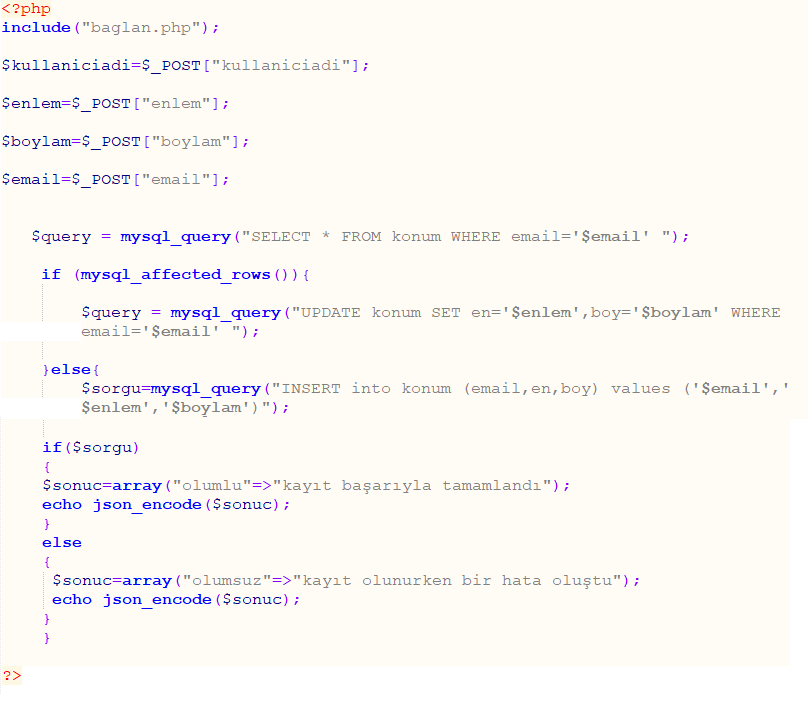 <?php
include("baglan.php");
$kullaniciadi=$_POST["kullaniciadi"];
$enlem=$_POST["enlem"];
$boylam=$_POST["boylam"];
$email=$_POST["email"];
$query = mysql_query("SELECT * FROM konum WHERE email='$email' ");
if (mysql_affected_rows()){
$query = mysql_query("UPDATE konum SET en='$enlem',boy='$boylam' WHERE
email='$email' ");
}else{
$sorgu=mysql_query("INSERT into konum (email,en,boy) values ('$email','
$enlem','$boylam')");
if($sorgu)
{
$sonuc=array("olumlu"=>"kayıt başarıyla tamamlandı");
echo json_encode($sonuc);
}
else
{
$sonuc=array("olumsuz"=>"kayıt olunurken bir hata oluştu");
echo json_encode($sonuc);
}
}
?>